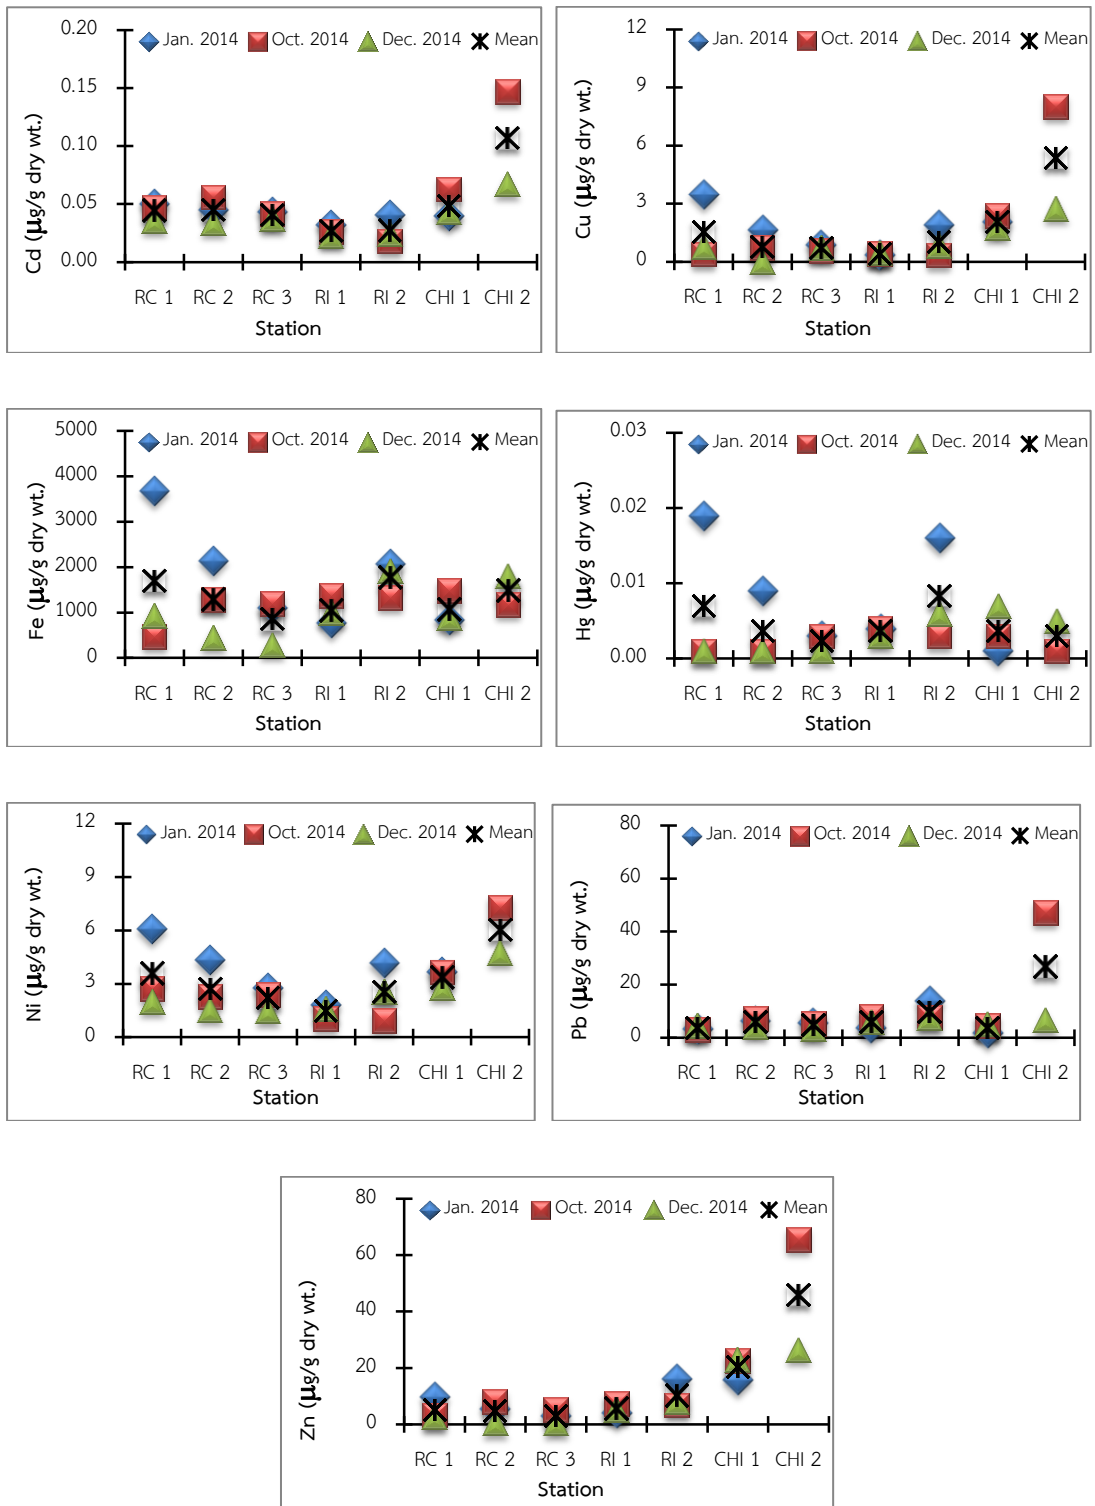 0.20
Jan. 2014 Oct. 2014 Dec. 2014 Mean
0.15
0.10
0.05
0.00
Cd (µg/g dry wt.)
RC 1 RC 2 RC 3 RI 1 RI 2 CHI 1 CHI 2
Station
12
Jan. 2014 Oct. 2014 Dec. 2014 Mean
9
6
3
0
Cu (µg/g dry wt.)
RC 1 RC 2 RC 3 RI 1 RI 2 CHI 1 CHI 2
Station
5000
Jan. 2014 Oct. 2014 Dec. 2014 Mean
4000
3000
2000
1000
0
Fe (µg/g dry wt.)
RC 1 RC 2 RC 3 RI 1 RI 2 CHI 1 CHI 2
Station
0.03
Jan. 2014 Oct. 2014 Dec. 2014 Mean
0.02
0.01
0.00
Hg (µg/g dry wt.)
RC 1 RC 2 RC 3 RI 1 RI 2 CHI 1 CHI 2
Station
12
Jan. 2014 Oct. 2014 Dec. 2014 Mean
9
6
3
0
Ni (µg/g dry wt.)
RC 1 RC 2 RC 3 RI 1 RI 2 CHI 1 CHI 2
Station
80
Jan. 2014 Oct. 2014 Dec. 2014 Mean
60
40
20
0
Pb (µg/g dry wt.)
RC 1 RC 2 RC 3 RI 1 RI 2 CHI 1 CHI 2
Station
80
Jan. 2014 Oct. 2014 Dec. 2014 Mean
60
40
20
0
Zn (µg/g dry wt.)
RC 1 RC 2 RC 3 RI 1 RI 2 CHI 1 CHI 2
Station